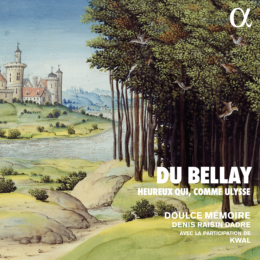 α
DU BELLAY
HEUREUX QUI, COMME ULYSSE
DOULCE MÉMOIRE
DENIS RAISIN DADRE
AVEC LA PARTICIPATION DE
KWAL